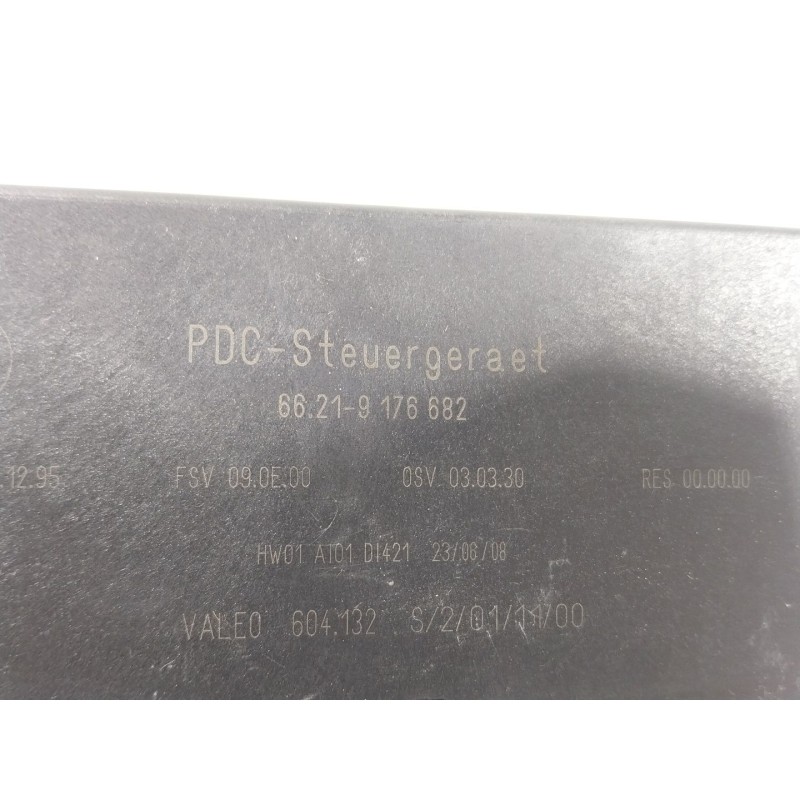 PDC-Steuergeraet
66.21-9 176 682
.12.95 FSV 09.0E.00 OSV 03.03.30 RES 00.00.00
HW01 AI01 DI421 23/06/08
VALEO 604.132 S/2/01/11/00